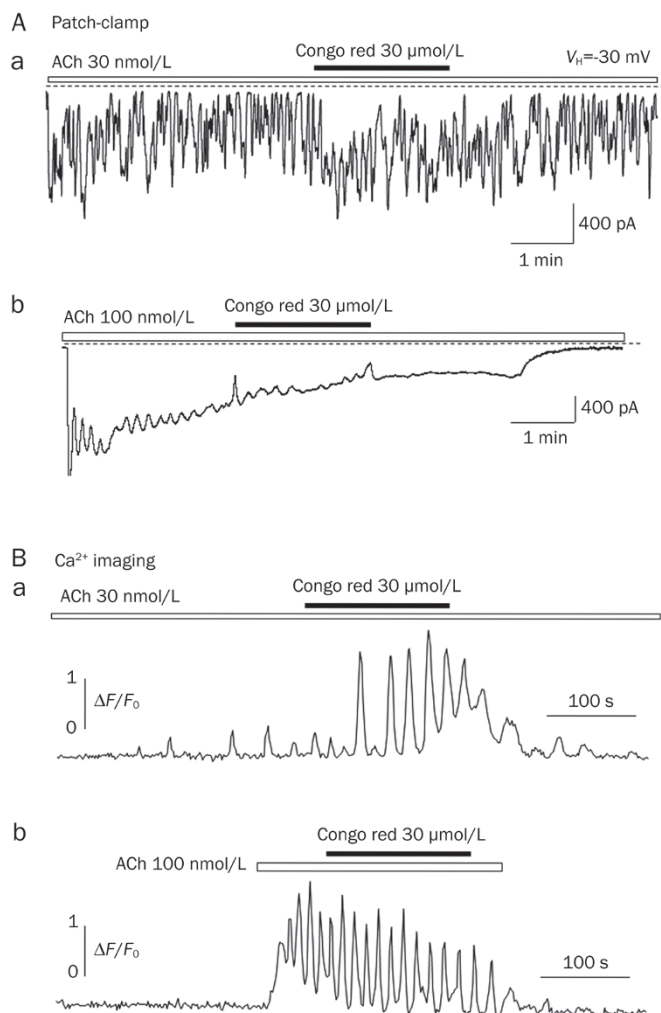 A Patch-clamp
a
ACh 30 nmol/L
Congo red 30 μmol/L
V_H=-30 mV
400 pA
1 min
b
ACh 100 nmol/L
Congo red 30 μmol/L
400 pA
1 min
B Ca²⁺ imaging
a
ACh 30 nmol/L
Congo red 30 μmol/L
1
ΔF/F₀
0
100 s
b
Congo red 30 μmol/L
ACh 100 nmol/L
1
ΔF/F₀
0
100 s